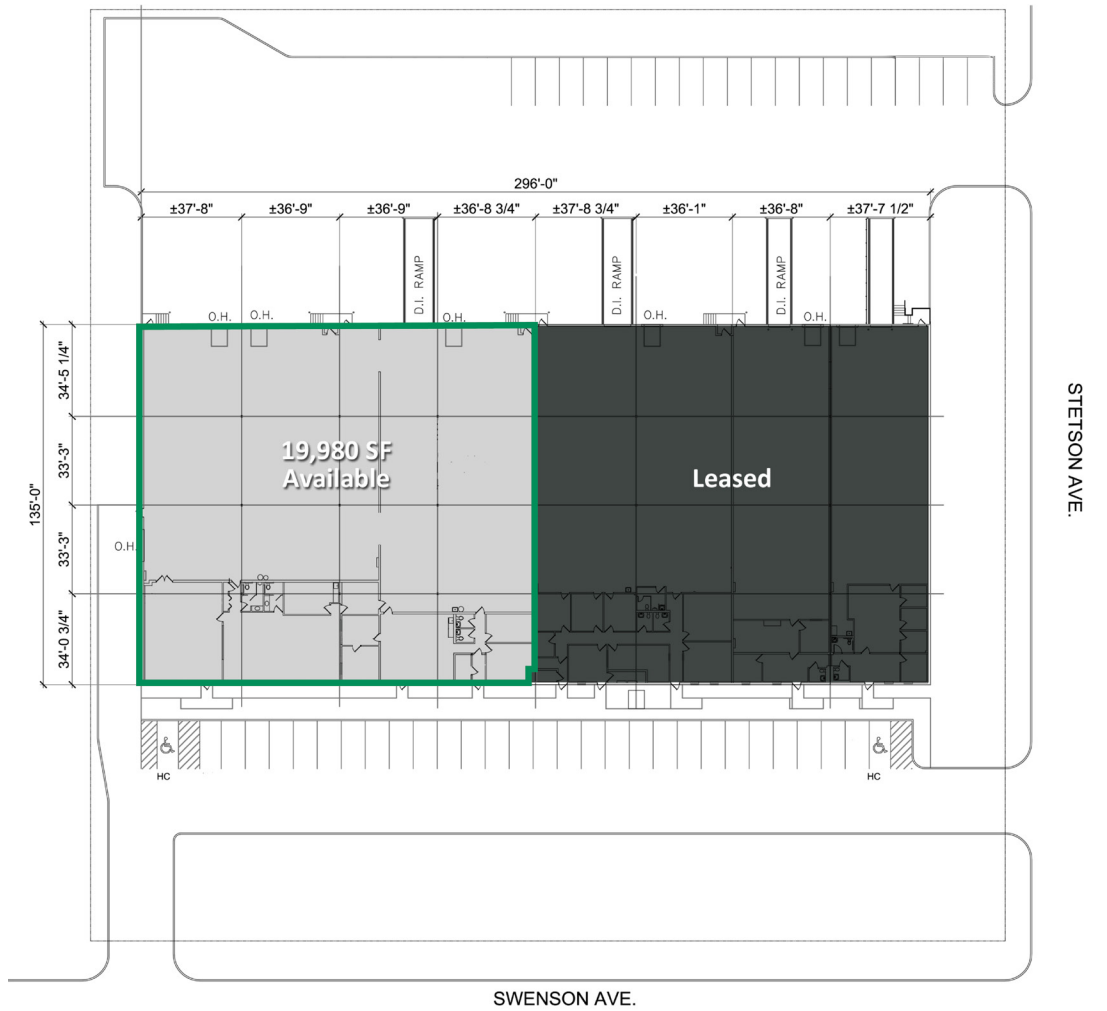 296'-0"
±37'-8"
±36'-9"
±36'-9"
±36'-8 3/4"
±37'-8 3/4"
±36'-1"
±36'-8"
±37'-7 1/2"
D.I. RAMP
D.I. RAMP
D.I. RAMP
O.H.
O.H.
O.H.
O.H.
O.H.
34'-5 1/4"
33'-3"
135'-0"
33'-3"
34'-0 3/4"
19,980 SF
Available
Leased
O.H.
STETSON AVE.
HC
HC
SWENSON AVE.